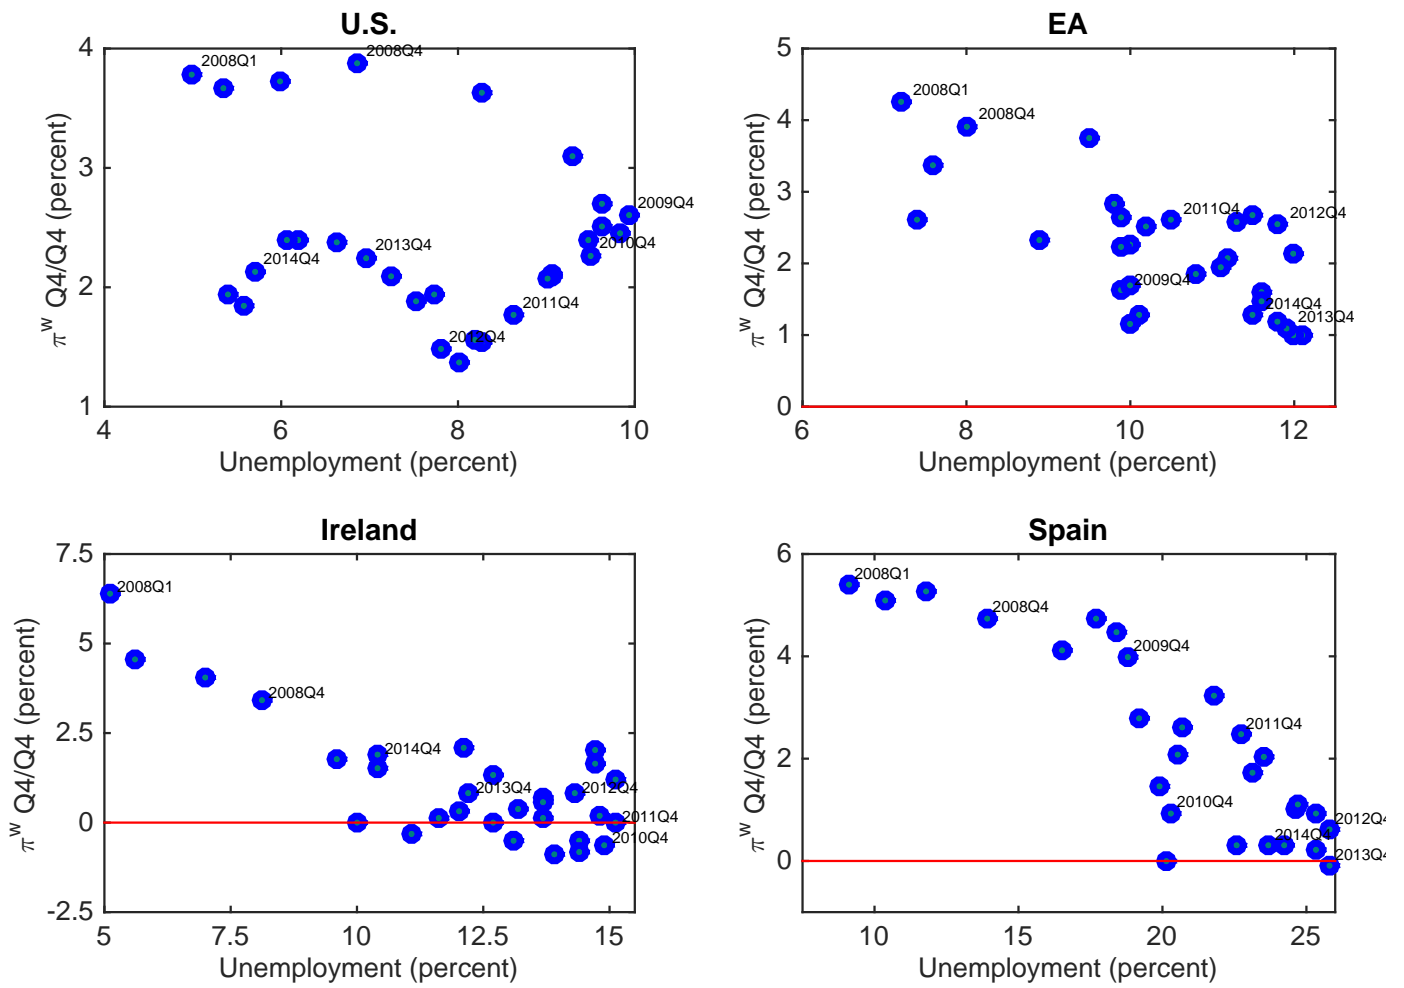 U.S.
4
3
2
1
4
6
8
10
π^w Q4/Q4 (percent)
Unemployment (percent)
2008Q1
2008Q4
2009Q4
2010Q4
2011Q4
2012Q4
2013Q4
2014Q4
EA
5
4
3
2
1
0
6
8
10
12
π^w Q4/Q4 (percent)
Unemployment (percent)
2008Q1
2008Q4
2011Q4
2012Q4
2009Q4
2014Q4
2013Q4
Ireland
7.5
5
2.5
0
-2.5
5
7.5
10
12.5
15
π^w Q4/Q4 (percent)
Unemployment (percent)
2008Q1
2008Q4
2014Q4
2013Q4
2012Q4
2011Q4
2010Q4
Spain
6
4
2
0
10
15
20
25
π^w Q4/Q4 (percent)
Unemployment (percent)
2008Q1
2008Q4
2009Q4
2011Q4
2010Q4
2012Q4
2014Q4
2013Q4